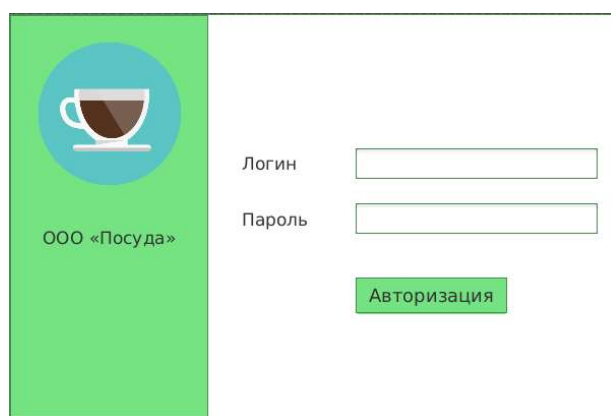 ООО «Посуда»
Логин
Пароль
Авторизация